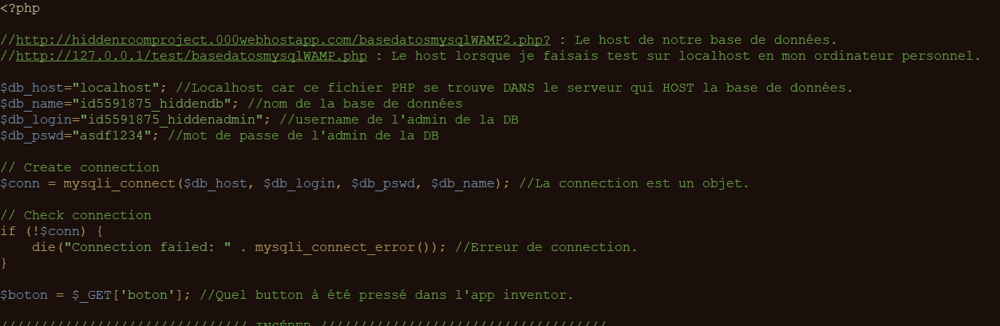 <?php
//http://hiddenroomproject.000webhostapp.com/basedatosmysqlWAMP2.php? : Le host de notre base de données.
//http://127.0.0.1/test/basedatosmysqlWAMP.php : Le host lorsque je faisais test sur localhost en mon ordinateur personnel.
$db_host="localhost"; //Localhost car ce fichier PHP se trouve DANS le serveur qui HOST la base de données.
$db_name="id5591875_hiddendb"; //nom de la base de données
$db_login="id5591875_hiddenadmin"; //username de l'admin de la DB
$db_pswd="asdf1234"; //mot de passe de l'admin de la DB
// Create connection
$conn = mysqli_connect($db_host, $db_login, $db_pswd, $db_name); //La connection est un objet.
// Check connection
if (!$conn) {
    die("Connection failed: " . mysqli_connect_error()); //Erreur de connection.
}
$boton = $_GET['boton']; //Quel button à été pressé dans l'app inventor.
/////////////////////////////// INSÉRER ////////////////////////////////////